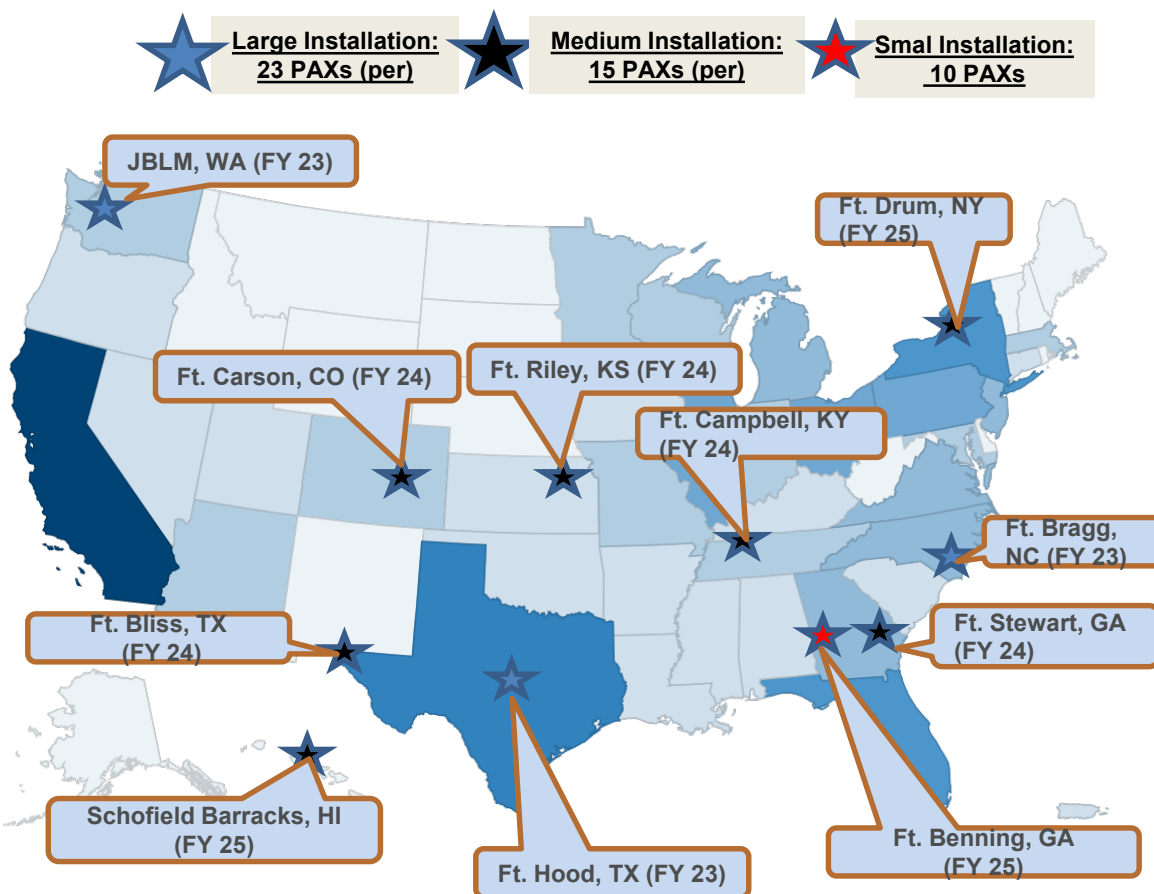 Large Installation:
23 PAXs (per)
Medium Installation:
15 PAXs (per)
Smal Installation:
10 PAXs
JBLM, WA (FY 23)
Ft. Drum, NY
(FY 25)
Ft. Carson, CO (FY 24)
Ft. Riley, KS (FY 24)
Ft. Campbell, KY
(FY 24)
Ft. Bragg,
NC (FY 23)
Ft. Bliss, TX
(FY 24)
Ft. Stewart, GA
(FY 24)
Schofield Barracks, HI
(FY 25)
Ft. Hood, TX (FY 23)
Ft. Benning, GA
(FY 25)